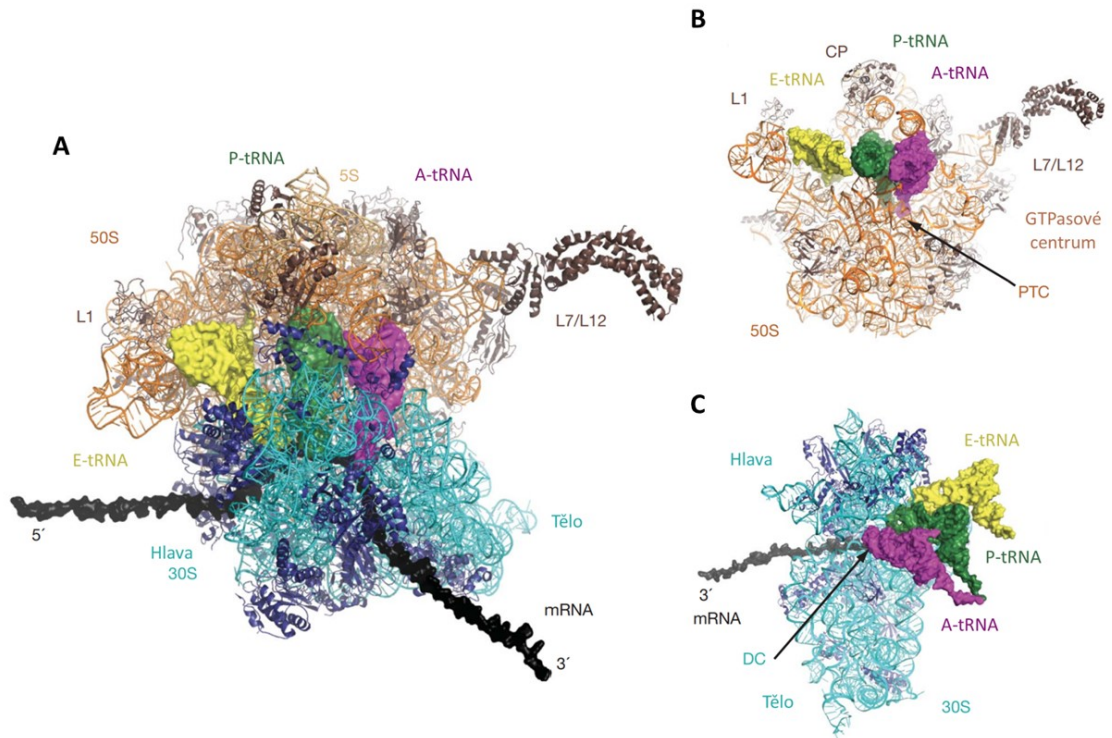 A
P-tRNA
5S
A-tRNA
50S
L1
L7/L12
E-tRNA
5´
Hlava
30S
Tělo
mRNA
3´
B
P-tRNA
CP
A-tRNA
E-tRNA
L1
L7/L12
GTPasové
centrum
PTC
50S
C
E-tRNA
Hlava
P-tRNA
3´
mRNA
A-tRNA
DC
Tělo
30S